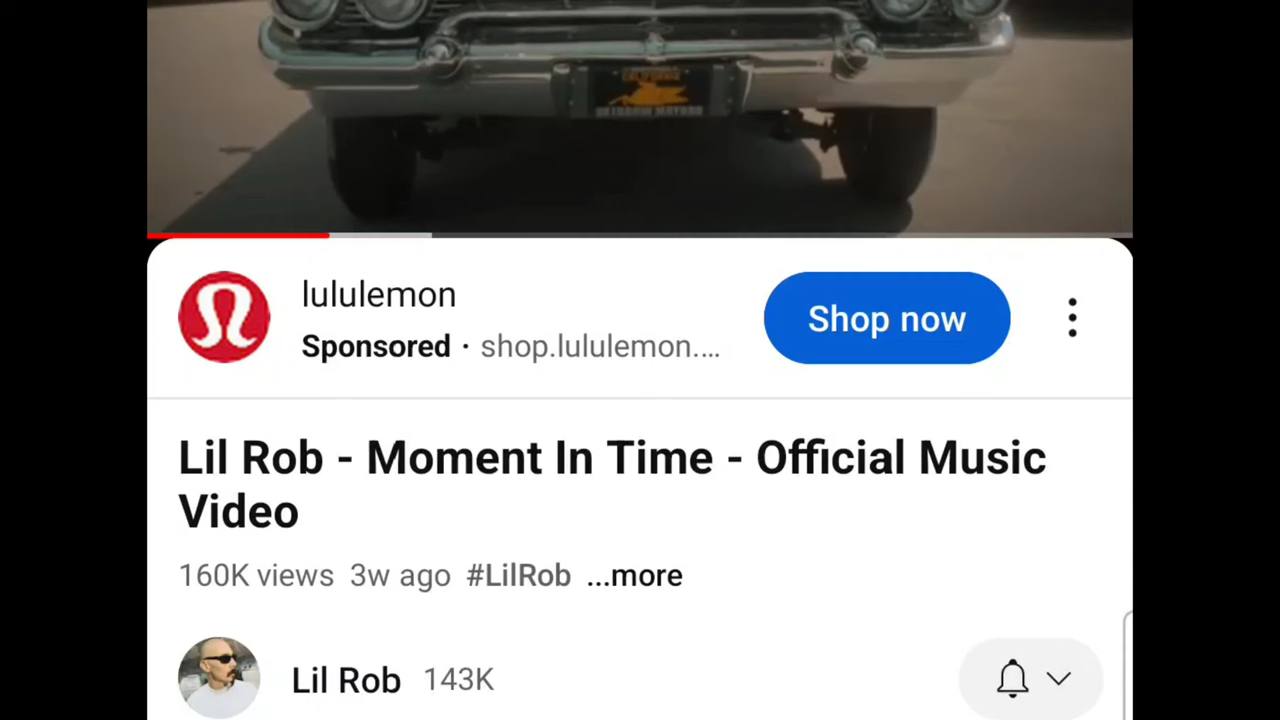 CALIFORNIA
lululemon
Shop now
Sponsored · shop.lululemon....
Lil Rob - Moment In Time - Official Music
Video
160K views 3w ago #LilRob ...more
Lil Rob 143K